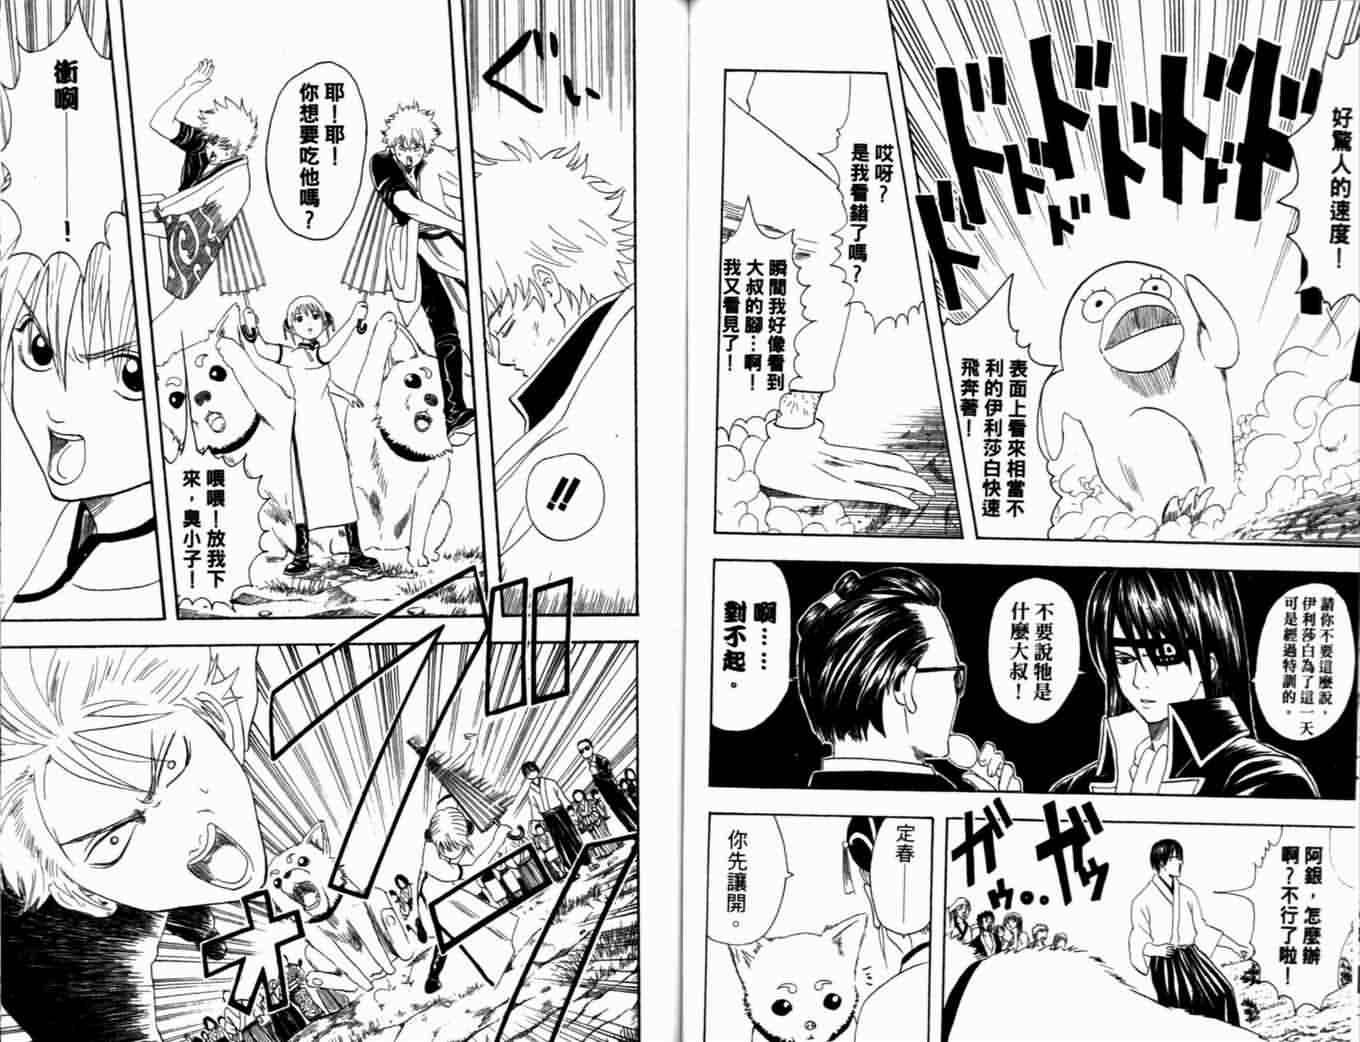 好驚人的速度！
ドドドドドドド
表面上看來相當不
利的伊利莎白快速
飛奔著！
哎呀？
是我看錯了嗎？
瞬間我好像看到
大叔的腳…啊！
我又看見了！
請你不要這麼說，
伊利莎白為了這一天
可是經過特訓的。
不要說牠是
什麼大叔！
啊……
對不起。
阿銀，怎麼辦
啊？不行了啦！
ザザウゥ‥
定春——
你先讓開。
ぐぃ
!!
耶！耶！
你想要吃他嗎？
喂喂！放我下
來，臭小子！
衝啊——！
オオ